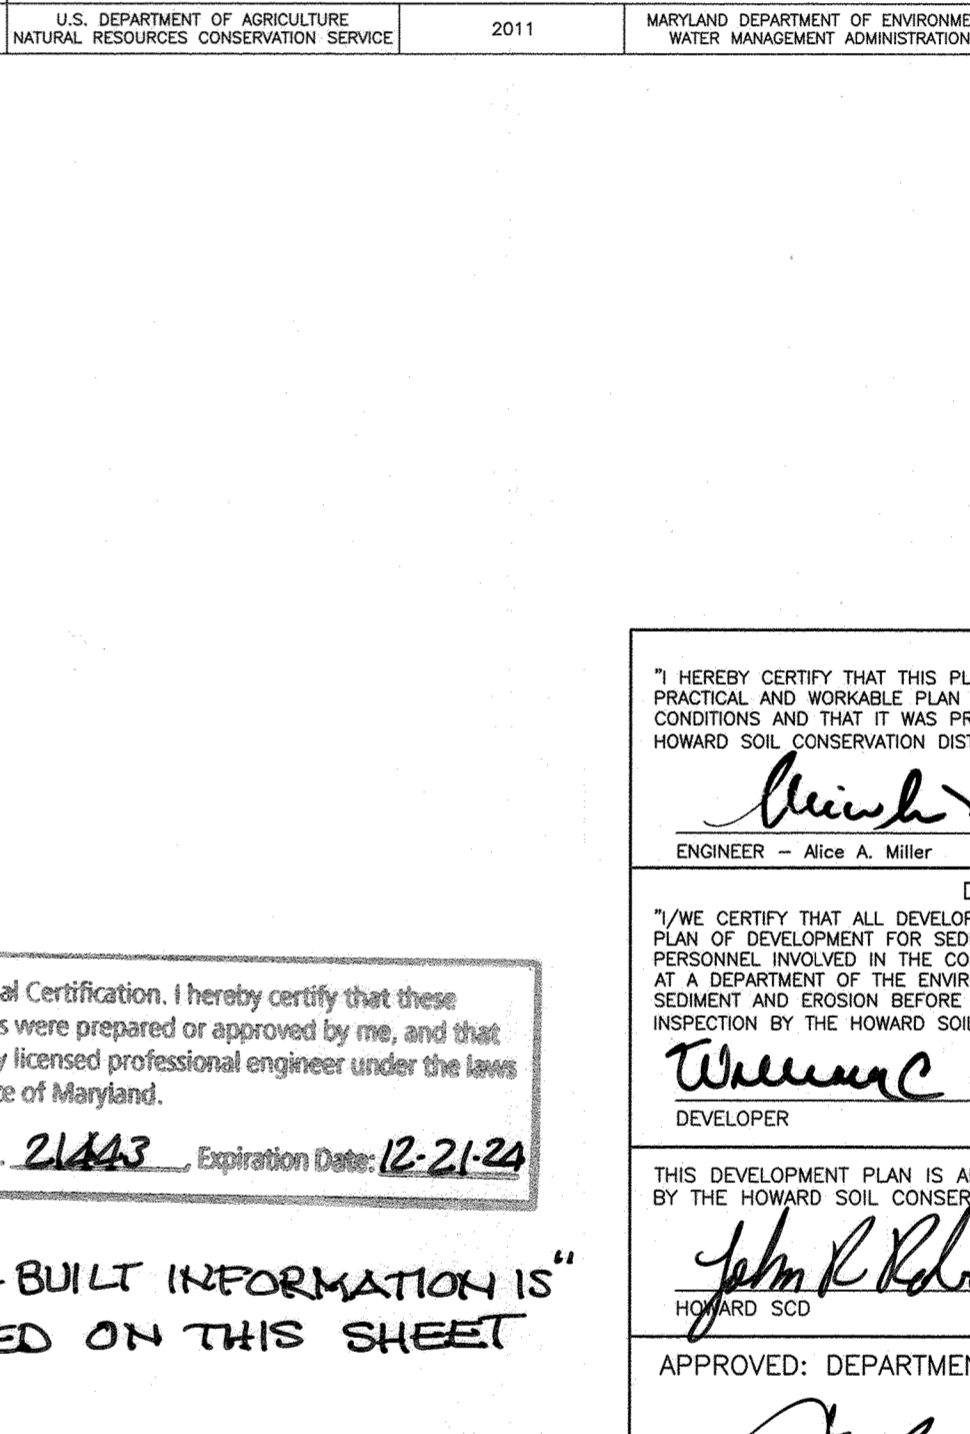 U.S. DEPARTMENT OF AGRICULTURE
NATURAL RESOURCES CONSERVATION SERVICE
2011
MARYLAND DEPARTMENT OF ENVIRONME
WATER MANAGEMENT ADMINISTRATION
"I HEREBY CERTIFY THAT THIS PL
PRACTICAL AND WORKABLE PLAN
CONDITIONS AND THAT IT WAS PR
HOWARD SOIL CONSERVATION DIST
ENGINEER – Alice A. Miller
"I/WE CERTIFY THAT ALL DEVELOP
PLAN OF DEVELOPMENT FOR SEDI
PERSONNEL INVOLVED IN THE CO
AT A DEPARTMENT OF THE ENVIR
SEDIMENT AND EROSION BEFORE
INSPECTION BY THE HOWARD SOIL
William C
DEVELOPER
THIS DEVELOPMENT PLAN IS A
BY THE HOWARD SOIL CONSER
John R
HOWARD SCD
APPROVED: DEPARTMEN
al Certification. I hereby certify that these
s were prepared or approved by me, and that
y licensed professional engineer under the laws
te of Maryland.
. 21443, Expiration Date: 12-21-24
-BUILT INFORMATION IS"
ED ON THIS SHEET